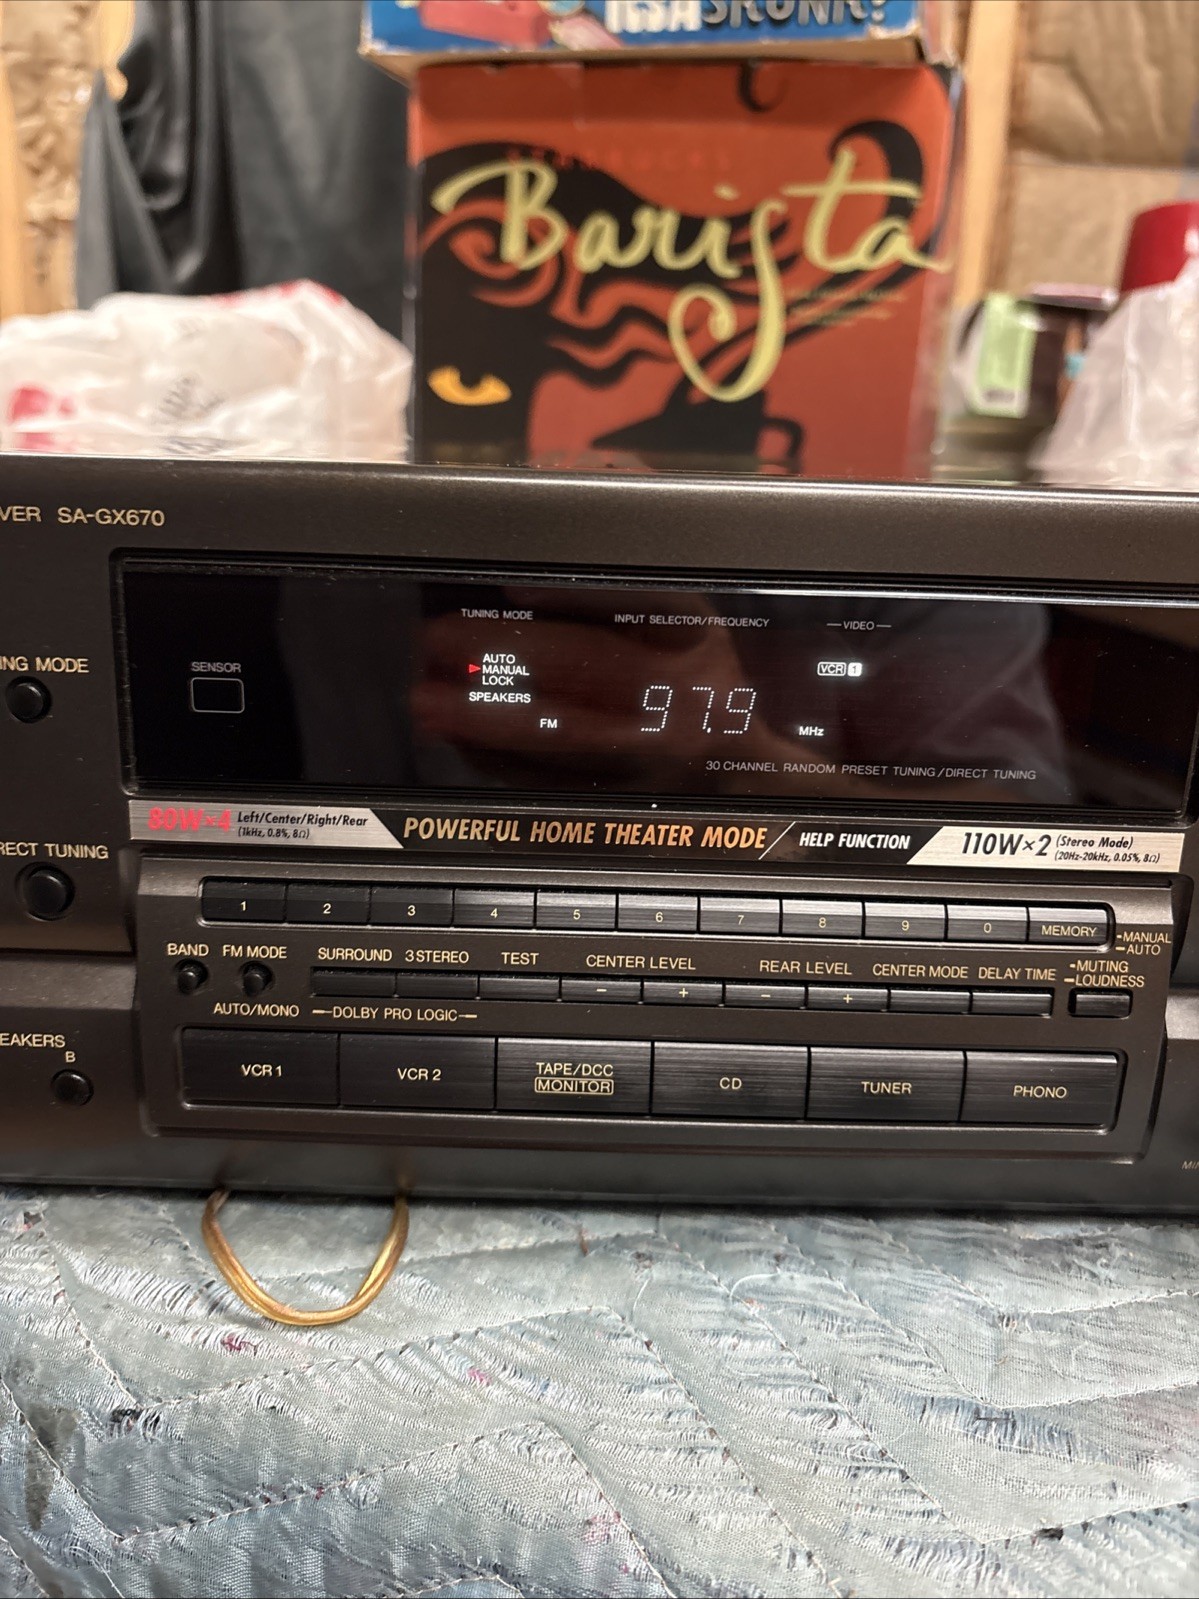 Barista
VER SA-GX670
TUNING MODE
INPUT SELECTOR/FREQUENCY
VIDEO
NG MODE
SENSOR
AUTO
MANUAL
LOCK
SPEAKERS
VCR 1
FM
97.9
MHz
30 CHANNEL RANDOM PRESET TUNING/DIRECT TUNING
80W×4 Left/Center/Right/Rear
(1kHz, 0.8%, 8Ω)
POWERFUL HOME THEATER MODE / HELP FUNCTION
110W×2 (Stereo Mode)
(20Hz-20kHz, 0.05%, 8Ω)
RECT TUNING
1 2 3 4 5 6 7 8 9 0 MEMORY
-MANUAL
-AUTO
BAND FM MODE SURROUND 3 STEREO TEST CENTER LEVEL REAR LEVEL CENTER MODE DELAY TIME
-MUTING
-LOUDNESS
- + - +
AUTO/MONO
DOLBY PRO LOGIC
EAKERS
B
VCR 1
VCR 2
TAPE/DCC
MONITOR
CD
TUNER
PHONO